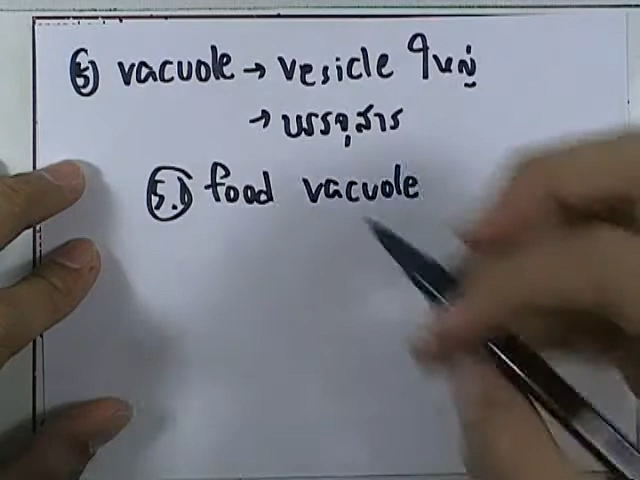 ⑤ vacuole → vesicle ใหญ่
→ บรรจุสาร
5.1 food vacuole